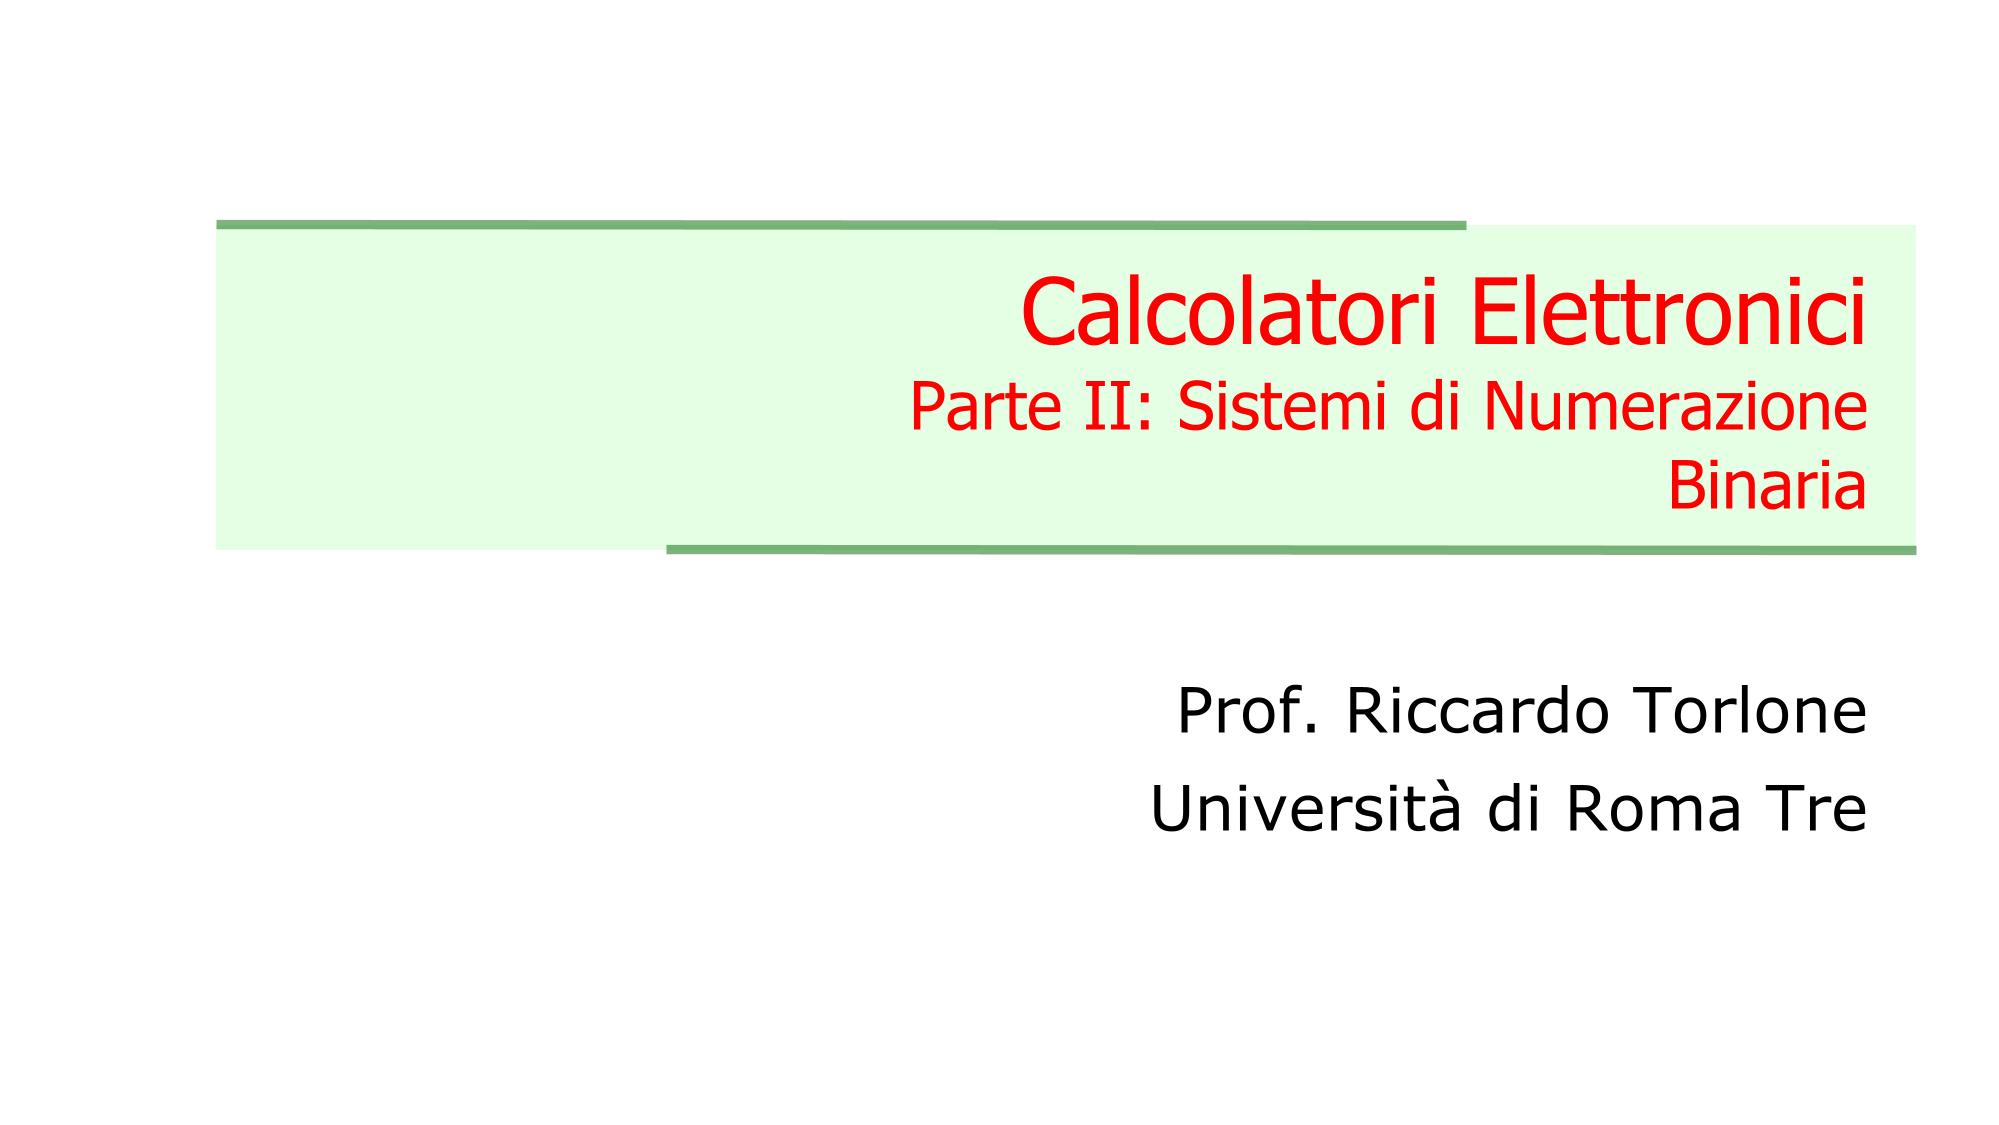 Calcolatori Elettronici
Parte II: Sistemi di Numerazione
Binaria
Prof. Riccardo Torlone
Università di Roma Tre